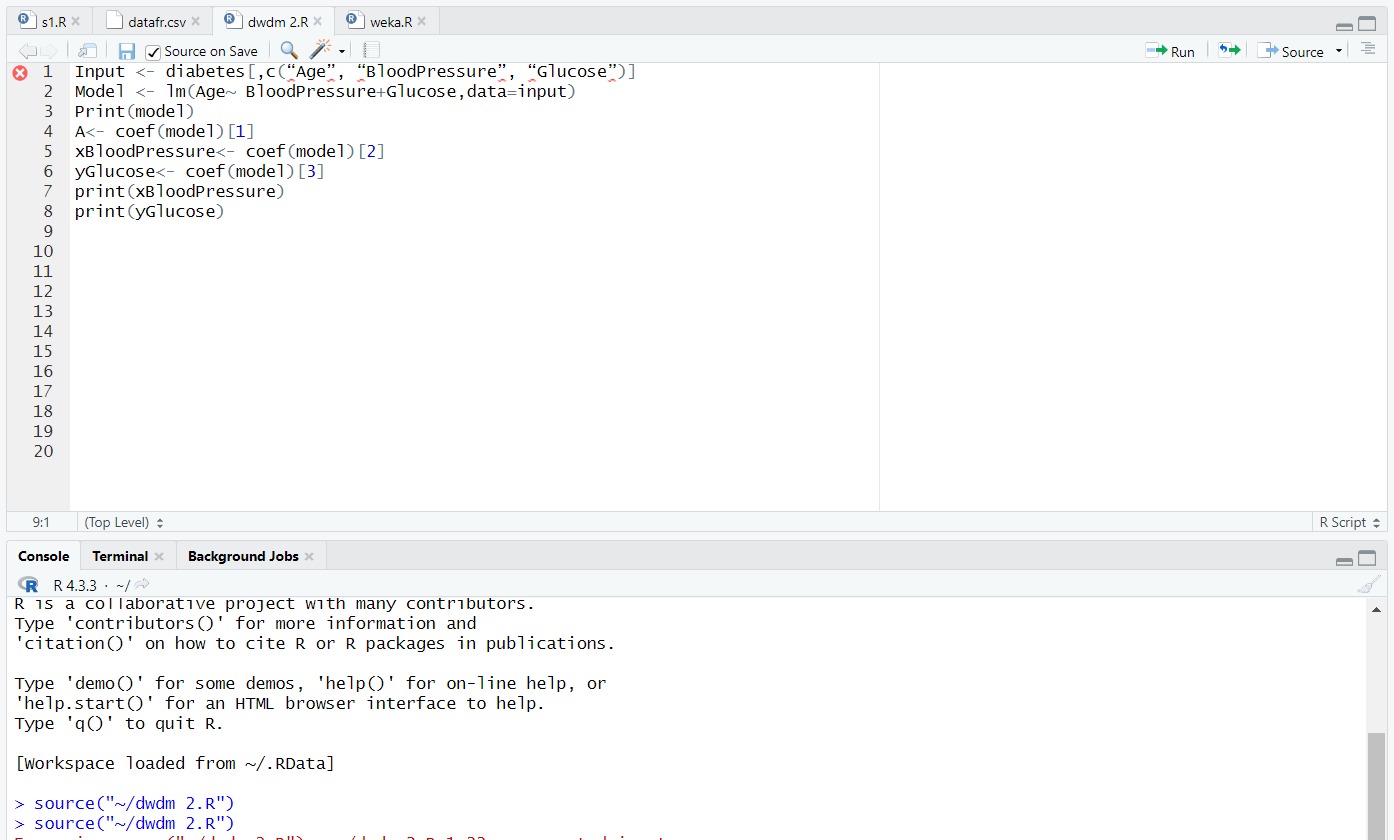 s1.R
datafr.csv
dwdm 2.R
weka.R
Source on Save
Run
Source
1 Input <- diabetes[,c(“Age”, “BloodPressure”, “Glucose”)]
2 Model <- lm(Age~ BloodPressure+Glucose,data=input)
3 Print(model)
4 A<- coef(model)[1]
5 xBloodPressure<- coef(model)[2]
6 yGlucose<- coef(model)[3]
7 print(xBloodPressure)
8 print(yGlucose)
9
10
11
12
13
14
15
16
17
18
19
20
9:1 (Top Level) R Script
Console Terminal Background Jobs
R R 4.3.3 · ~/
R is a collaborative project with many contributors.
Type 'contributors()' for more information and
'citation()' on how to cite R or R packages in publications.
Type 'demo()' for some demos, 'help()' for on-line help, or
'help.start()' for an HTML browser interface to help.
Type 'q()' to quit R.
[Workspace loaded from ~/.RData]
> source("~/dwdm 2.R")
> source("~/dwdm 2.R")